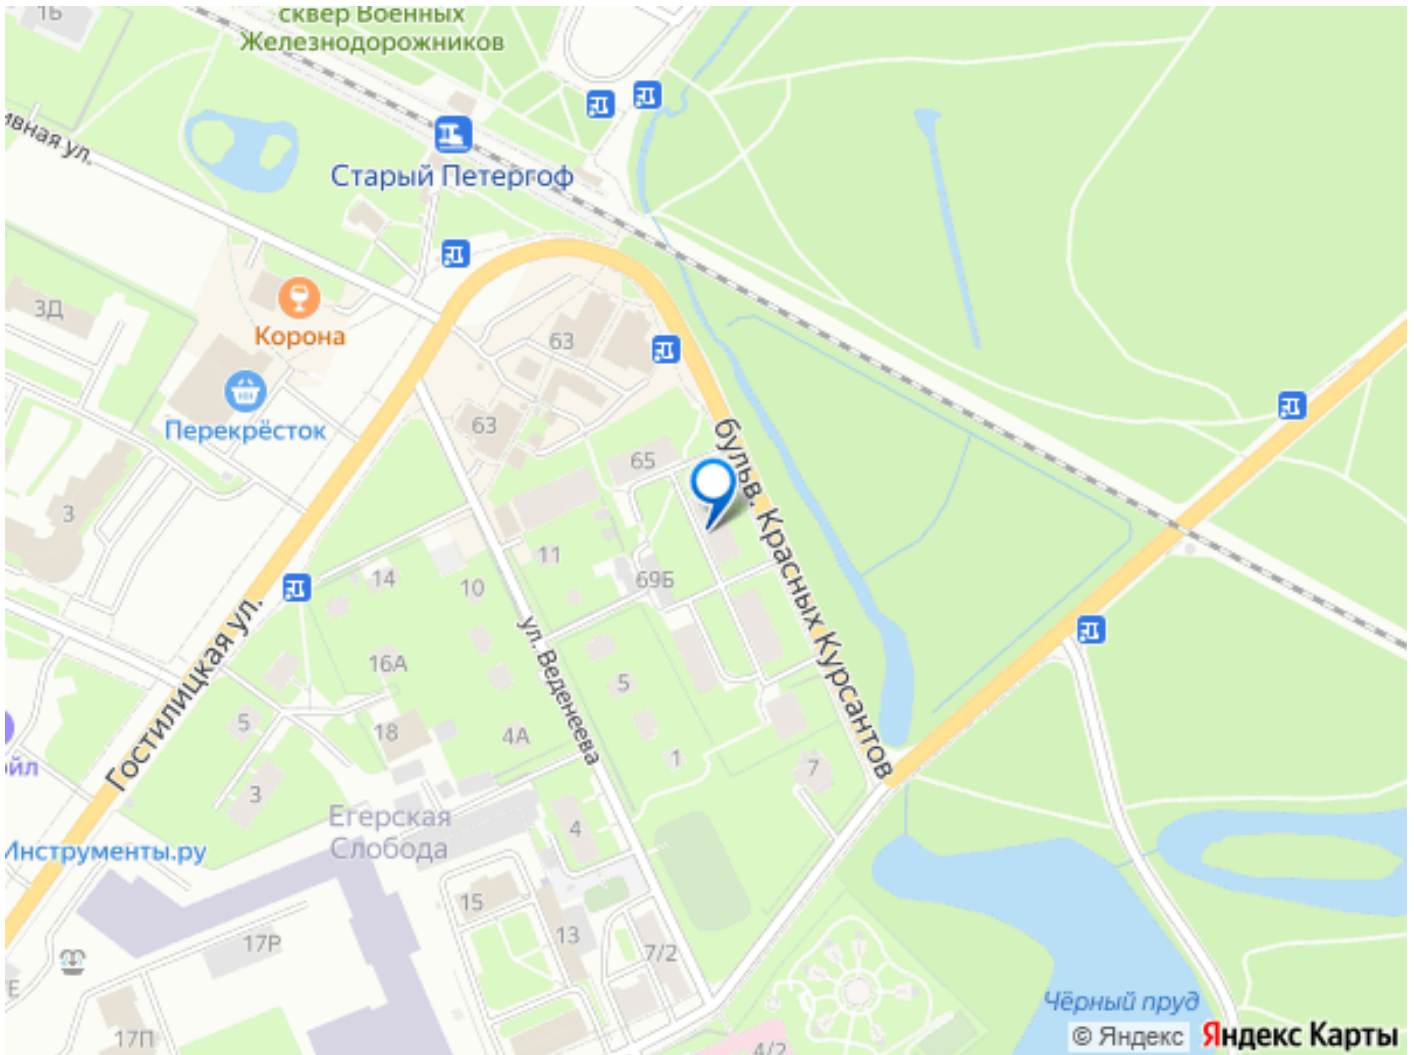 1Б
сквер Военных
Железнодорожников
ивная ул.
Старый Петергоф
3Д
Корона
63
Перекрёсток
63
65
бульв. Красных Курсантов
3
11
69Б
14
10
Гостилицкая ул.
ул. Веденеева
16А
5
5
18
4А
1
7
ойл
3
Егерская
Слобода
4
Инструменты.ру
15
13
17Р
7/2
Е
Чёрный пруд
17П
4/2
© Яндекс
Яндекс Карты